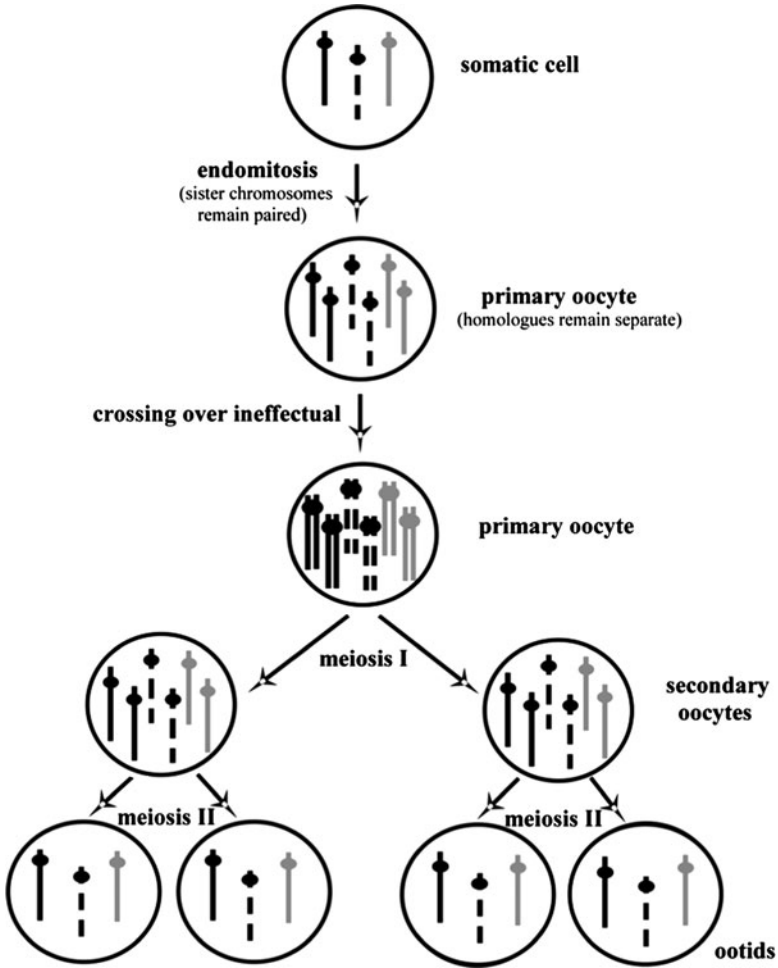 somatic cell
endomitosis
(sister chromosomes
remain paired)
primary oocyte
(homologues remain separate)
crossing over ineffectual
primary oocyte
meiosis I
secondary
oocytes
meiosis II
meiosis II
ootids